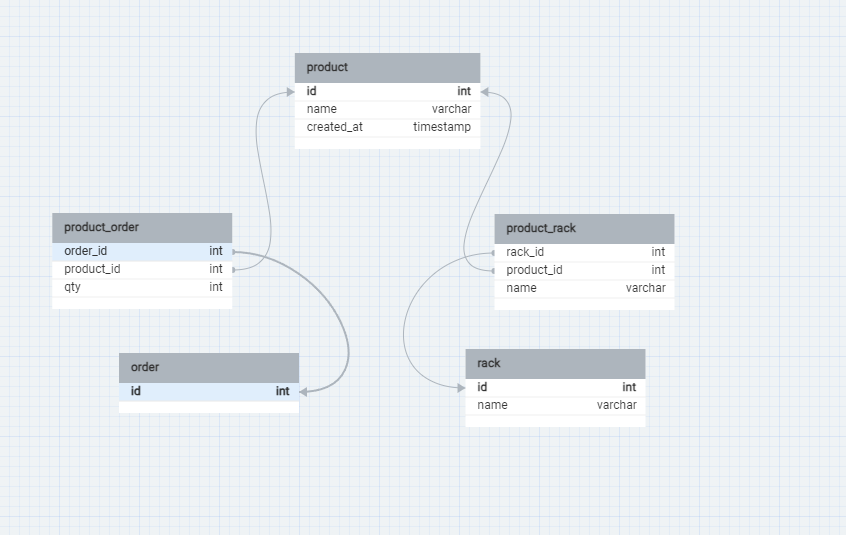 product
id int
name varchar
created_at timestamp
product_order
order_id int
product_id int
qty int
product_rack
rack_id int
product_id int
name varchar
order
id int
rack
id int
name varchar